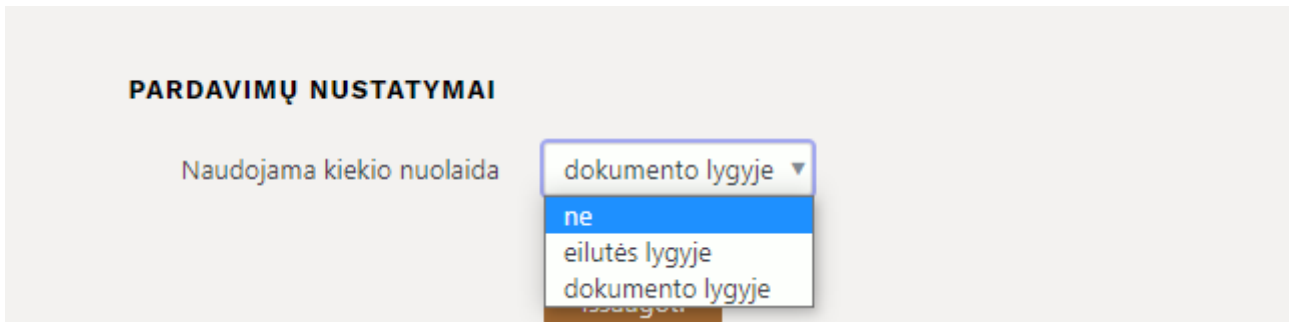 PARDAVIMŲ NUSTATYMAI
Naudojama kiekio nuolaida dokumento lygyje
ne
eilutės lygyje
dokumento lygyje